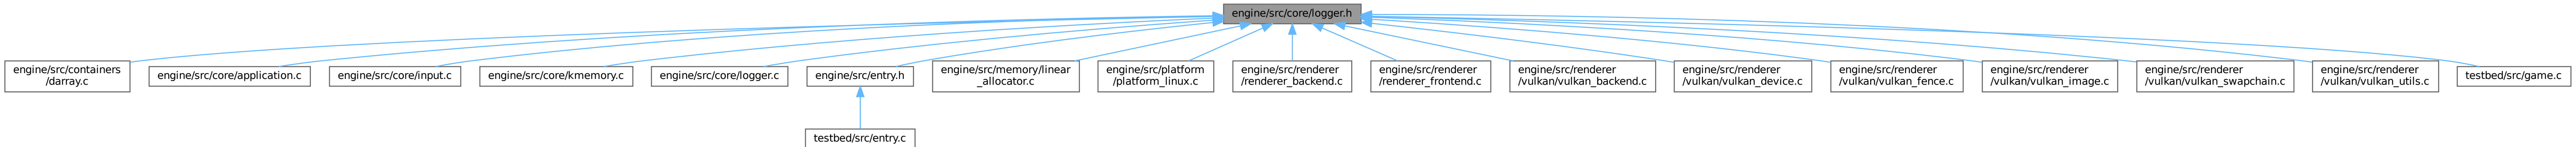 engine/src/core/logger.h
engine/src/containers
/darray.c
engine/src/core/application.c
engine/src/core/input.c
engine/src/core/kmemory.c
engine/src/core/logger.c
engine/src/entry.h
engine/src/memory/linear
_allocator.c
engine/src/platform
/platform_linux.c
engine/src/renderer
/renderer_backend.c
engine/src/renderer
/renderer_frontend.c
engine/src/renderer
/vulkan/vulkan_backend.c
engine/src/renderer
/vulkan/vulkan_device.c
engine/src/renderer
/vulkan/vulkan_fence.c
engine/src/renderer
/vulkan/vulkan_image.c
engine/src/renderer
/vulkan/vulkan_swapchain.c
engine/src/renderer
/vulkan/vulkan_utils.c
testbed/src/game.c
testbed/src/entry.c